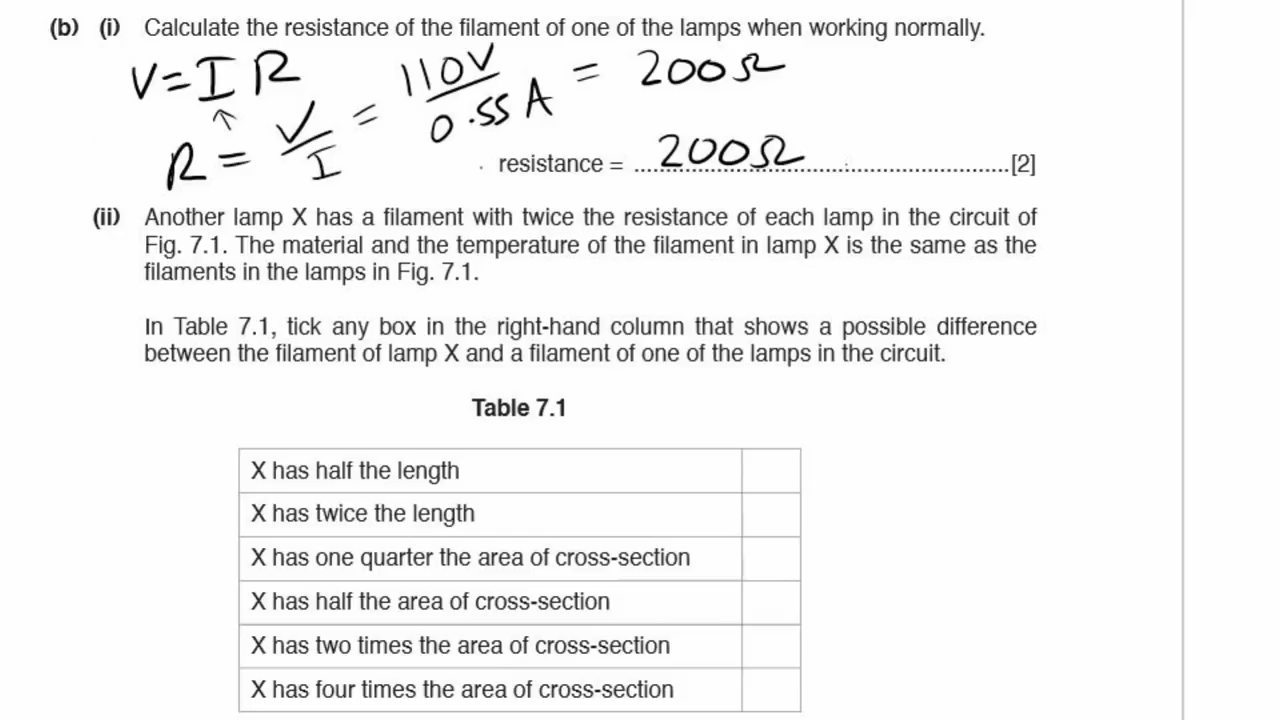 (b) (i) Calculate the resistance of the filament of one of the lamps when working normally.
V = I R
R = V/I = 110V/0.55A = 200Ω
resistance = 200Ω ..........[2]
(ii) Another lamp X has a filament with twice the resistance of each lamp in the circuit of
Fig. 7.1. The material and the temperature of the filament in lamp X is the same as the
filaments in the lamps in Fig. 7.1.
In Table 7.1, tick any box in the right-hand column that shows a possible difference
between the filament of lamp X and a filament of one of the lamps in the circuit.
Table 7.1
X has half the length
X has twice the length
X has one quarter the area of cross-section
X has half the area of cross-section
X has two times the area of cross-section
X has four times the area of cross-section